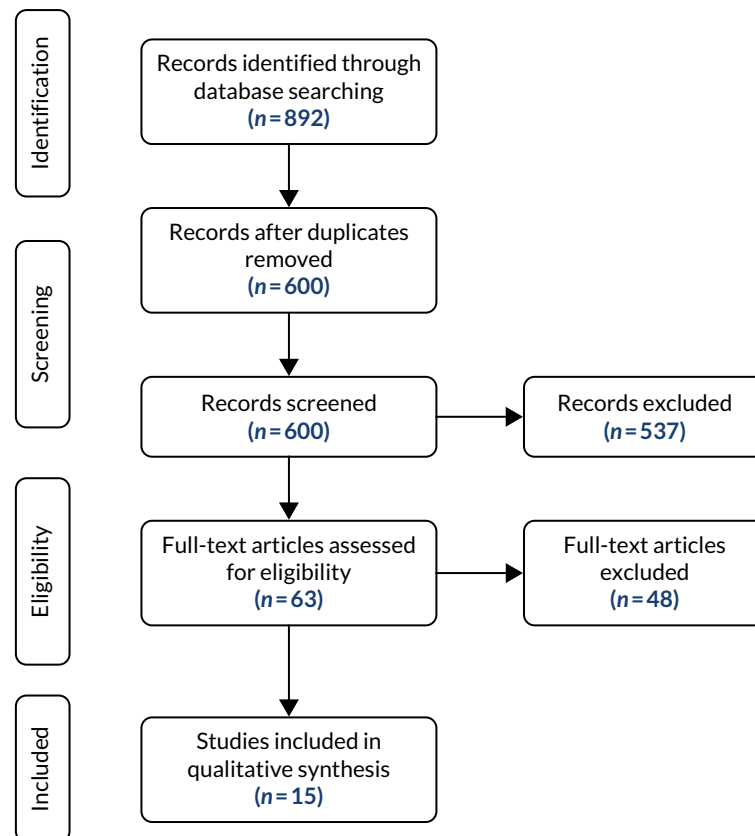 Identification
Records identified through
database searching
(n=892)
Records after duplicates
removed
(n=600)
Screening
Records screened
(n=600)
Records excluded
(n=537)
Eligibility
Full-text articles assessed
for eligibility
(n=63)
Full-text articles
excluded
(n=48)
Included
Studies included in
qualitative synthesis
(n=15)